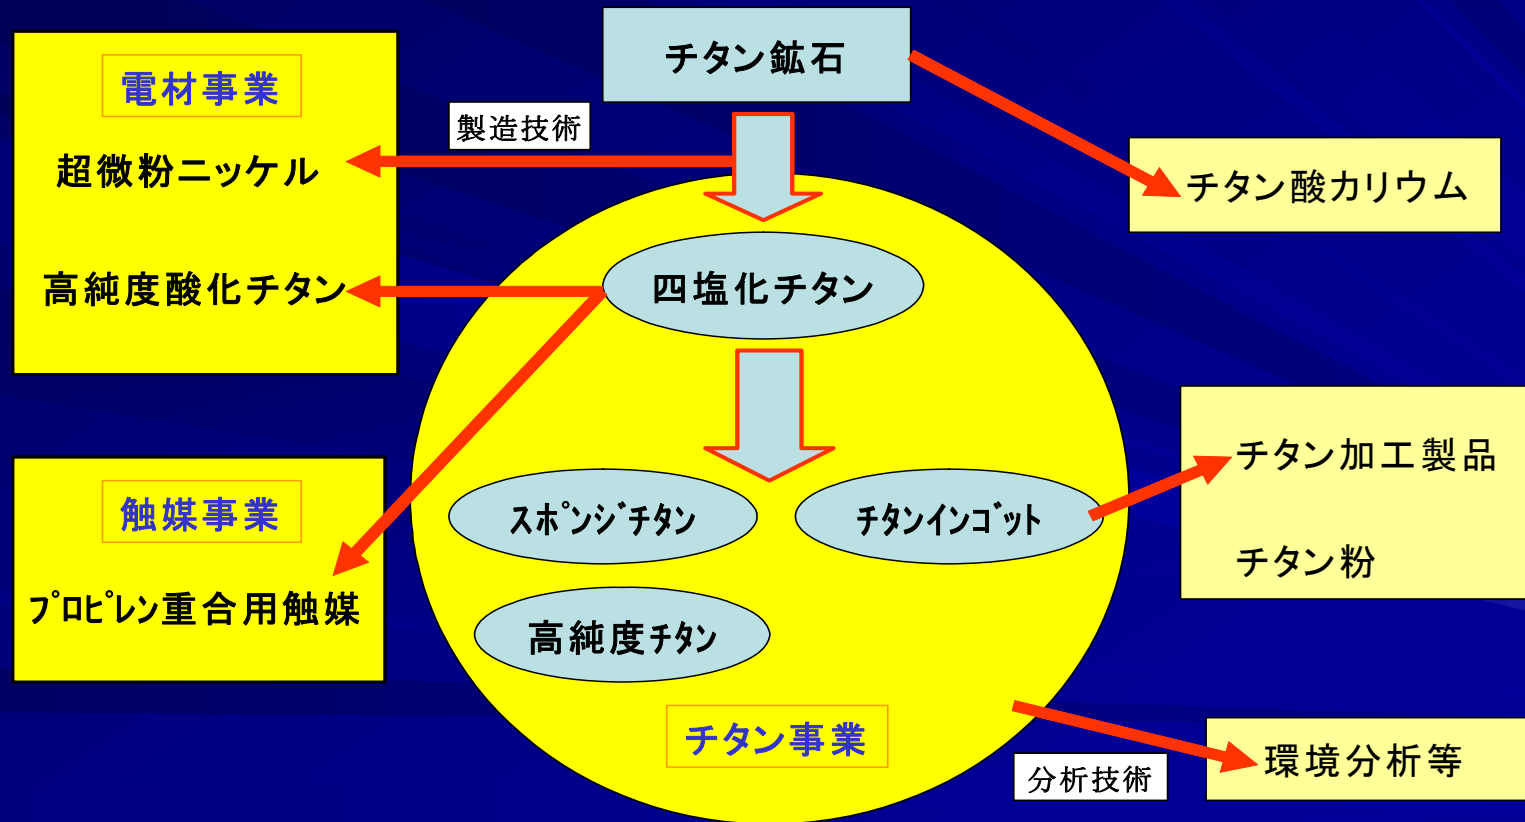 チタン鉱石
電材事業
製造技術
超微粉ニッケル
チタン酸カリウム
高純度酸化チタン
四塩化チタン
チタン加工製品
触媒事業
ｽﾎﾟﾝｼﾞﾁﾀﾝ
ﾁﾀﾝｲﾝｺﾞｯﾄ
チタン粉
ﾌﾟﾛﾋﾟﾚﾝ重合用触媒
高純度ﾁﾀﾝ
チタン事業
環境分析等
分析技術